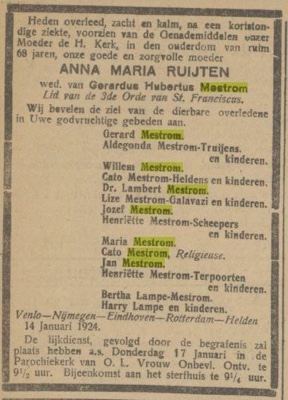 Heden overleed, zacht en kalm, na een kortston-
dige ziekte, voorzien van de Genademiddelen onzer
Moeder de H. Kerk, in den ouderdom van ruim
68 jaren, onze goede en zorgvolle moeder
ANNA MARIA RUIJTEN
wed. van Gerardus Hubertus Mestrom
Lid van de 3de Orde van St. Franciscus.
Wij bevelen de ziel van de dierbare overledene
in Uwe godvruchtige gebeden aan.
Gerard Mestrom.
Aldegonda Mestrom-Truijens.
en kinderen.
Willem Mestrom.
Cato Mestrom-Heldens en kinderen.
Dr. Lambert Mestrom.
Lize Mestrom-Galavazi en kinderen.
Jozef Mestrom.
Henriëtte Mestrom-Scheepers
en kinderen.
Maria Mestrom.
Cato Mestrom, Religieuse.
Jan Mestrom.
Henriëtte Mestrom-Terpoorten
en kinderen.
Bertha Lampe-Mestrom.
Harry Lampe en kinderen.
Venlo—Nijmegen—Eindhoven—Rotterdam—Helden
14 Januari 1924.
De lijkdienst, gevolgd door de begrafenis zal
plaats hebben a.s. Donderdag 17 Januari in de
Parochiekerk van O. L. Vrouw Onbevl. Ontv. te
9½ uur. Bijeenkomst aan het sterfhuis te 9¼ uur.